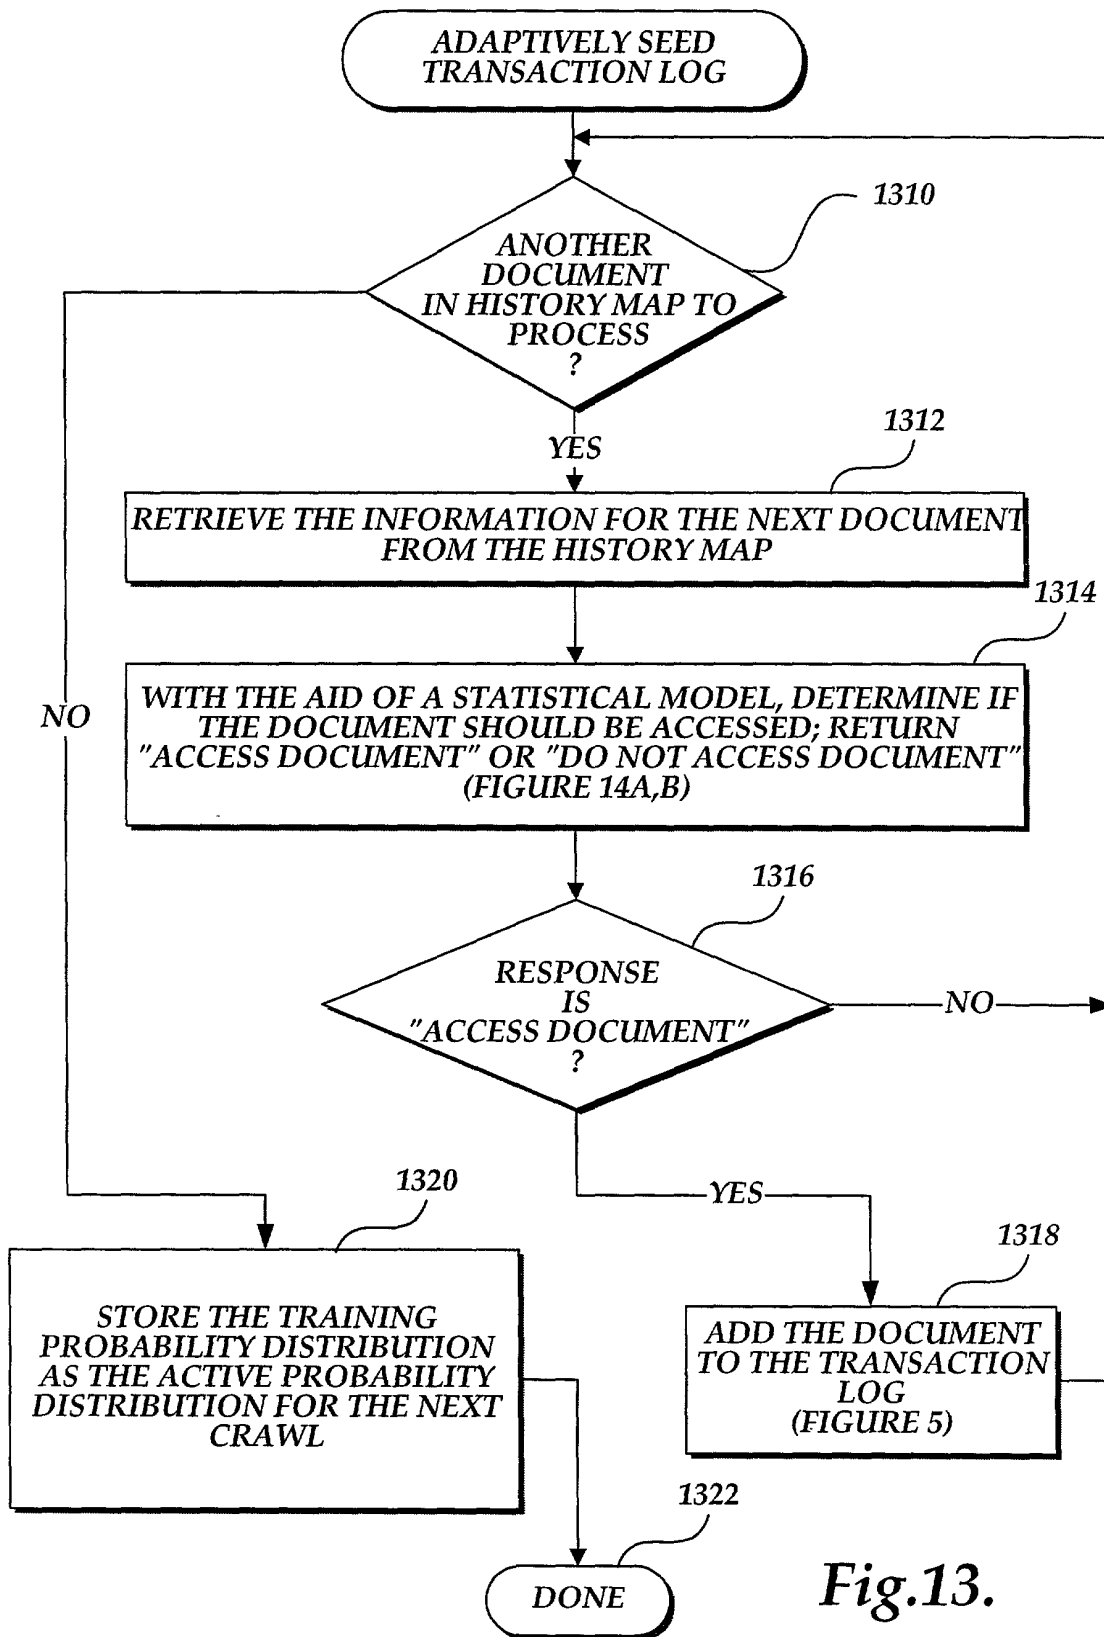 ADAPTIVELY SEED
TRANSACTION LOG
1310
ANOTHER
DOCUMENT
IN HISTORY MAP TO
PROCESS
?
YES
1312
RETRIEVE THE INFORMATION FOR THE NEXT DOCUMENT
FROM THE HISTORY MAP
1314
NO
WITH THE AID OF A STATISTICAL MODEL, DETERMINE IF
THE DOCUMENT SHOULD BE ACCESSED; RETURN
"ACCESS DOCUMENT" OR "DO NOT ACCESS DOCUMENT"
(FIGURE 14A,B)
1316
RESPONSE
IS
"ACCESS DOCUMENT"
?
NO
YES
1320
STORE THE TRAINING
PROBABILITY DISTRIBUTION
AS THE ACTIVE PROBABILITY
DISTRIBUTION FOR THE NEXT
CRAWL
1318
ADD THE DOCUMENT
TO THE TRANSACTION
LOG
(FIGURE 5)
1322
DONE
Fig.13.